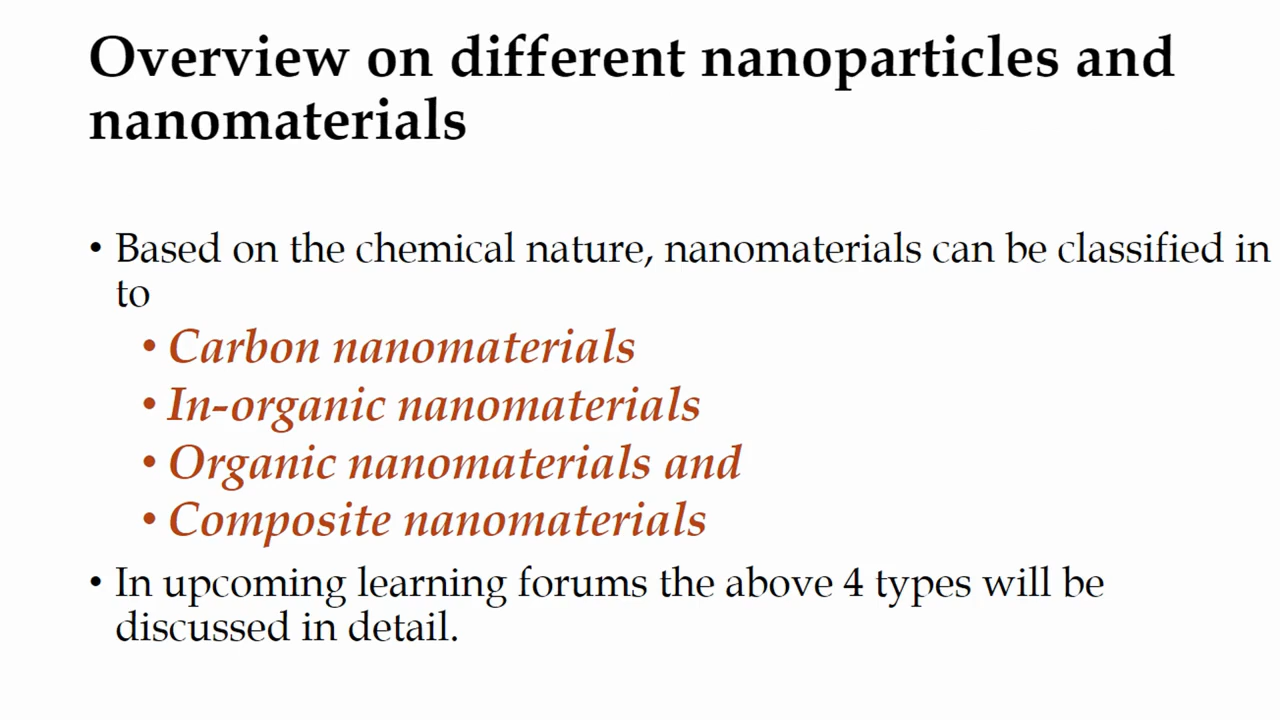 Overview on different nanoparticles and
nanomaterials
• Based on the chemical nature, nanomaterials can be classified in
to
• Carbon nanomaterials
• In-organic nanomaterials
• Organic nanomaterials and
• Composite nanomaterials
• In upcoming learning forums the above 4 types will be
discussed in detail.